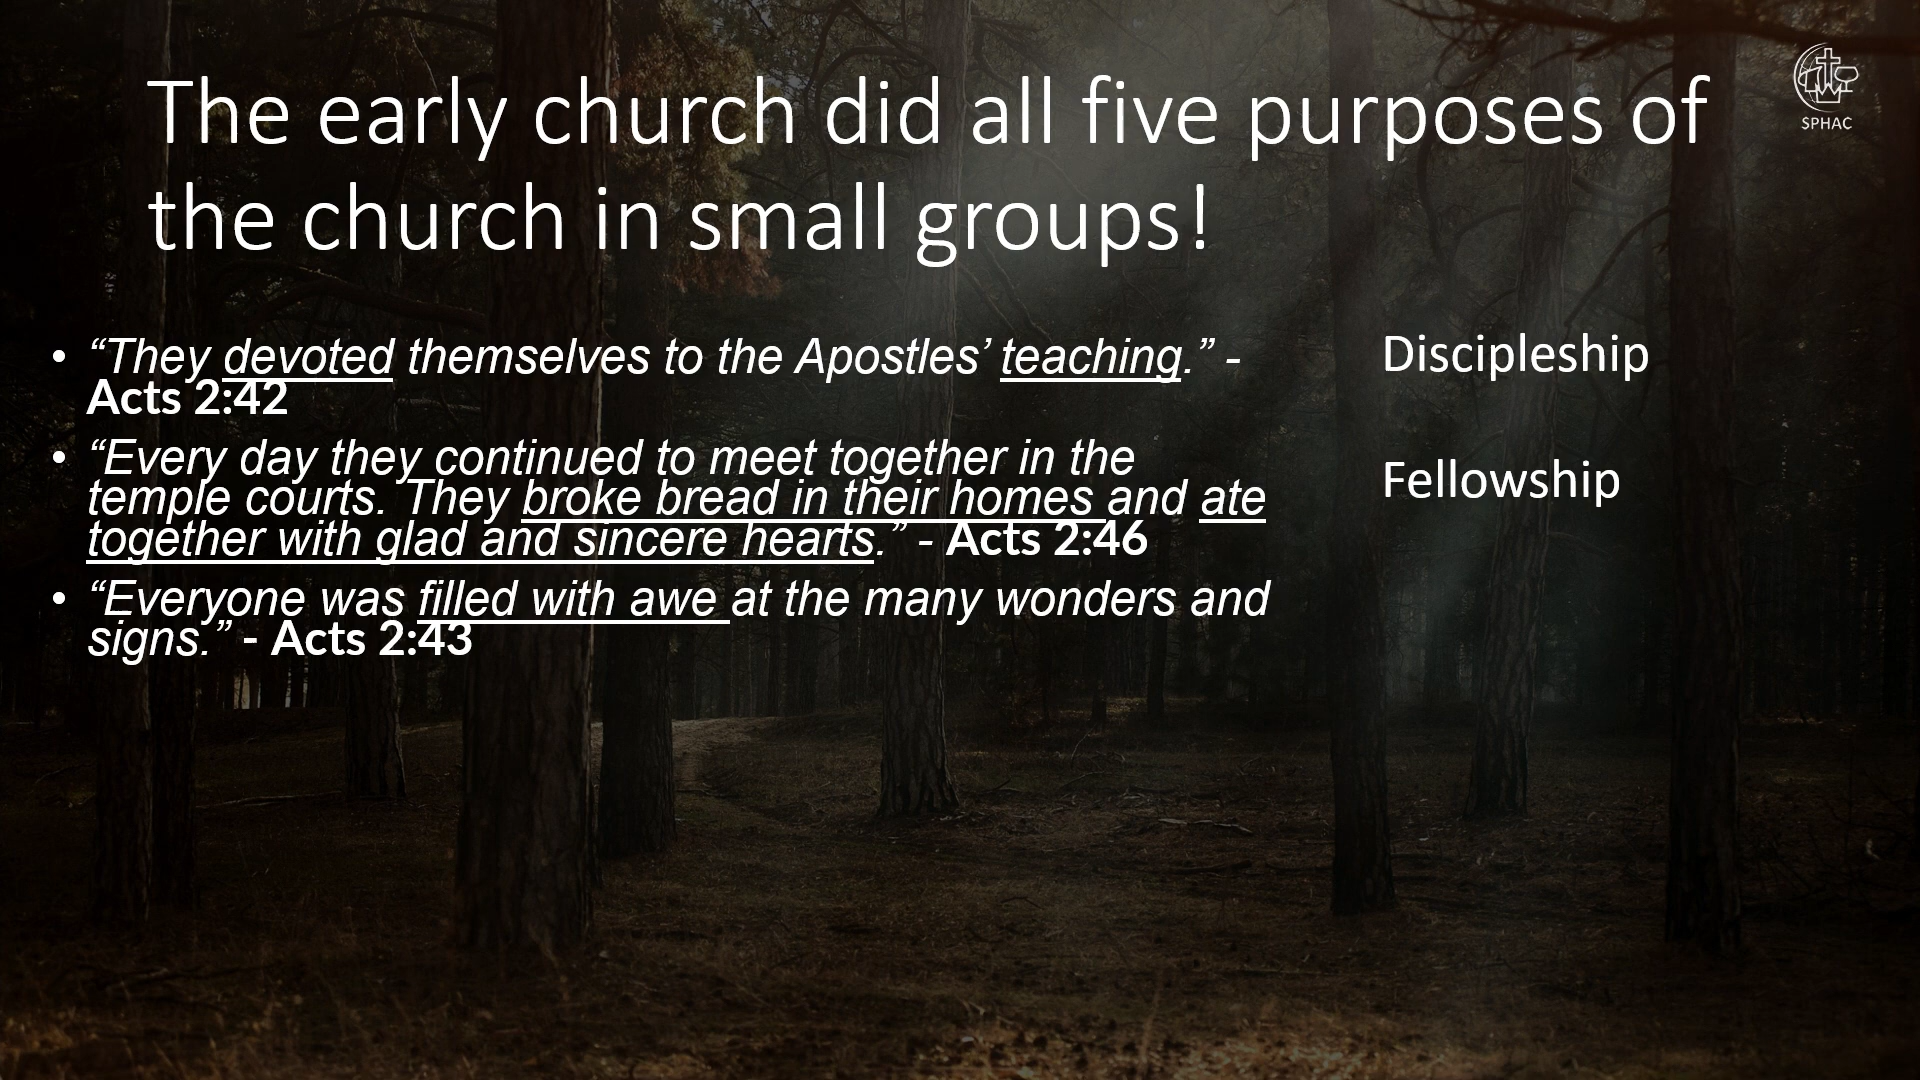 The early church did all five purposes of
the church in small groups!
SPHAC
• “They devoted themselves to the Apostles’ teaching.” -
Acts 2:42
Discipleship
• “Every day they continued to meet together in the
temple courts. They broke bread in their homes and ate
together with glad and sincere hearts.” - Acts 2:46
Fellowship
• “Everyone was filled with awe at the many wonders and
signs.” - Acts 2:43